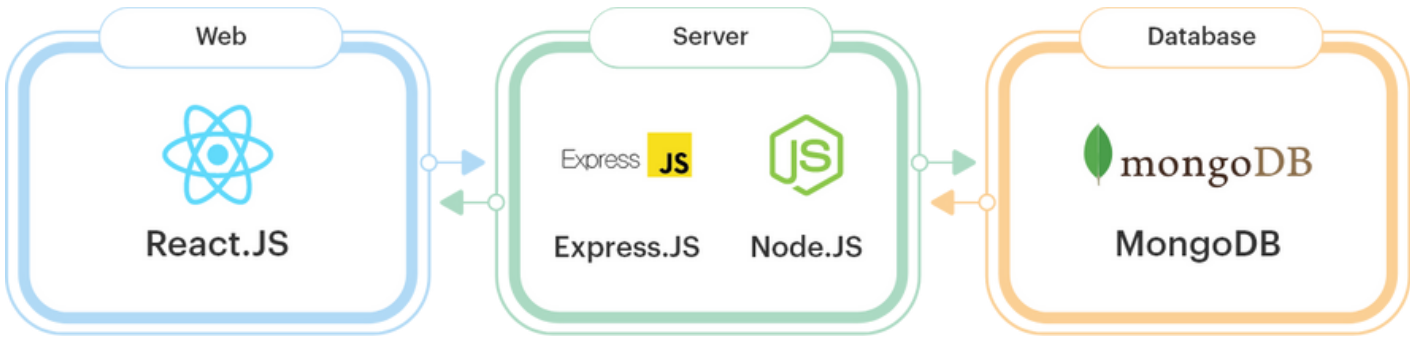 Web
React.JS
Server
Express JS
JS
Express.JS
Node.JS
Database
mongoDB
MongoDB